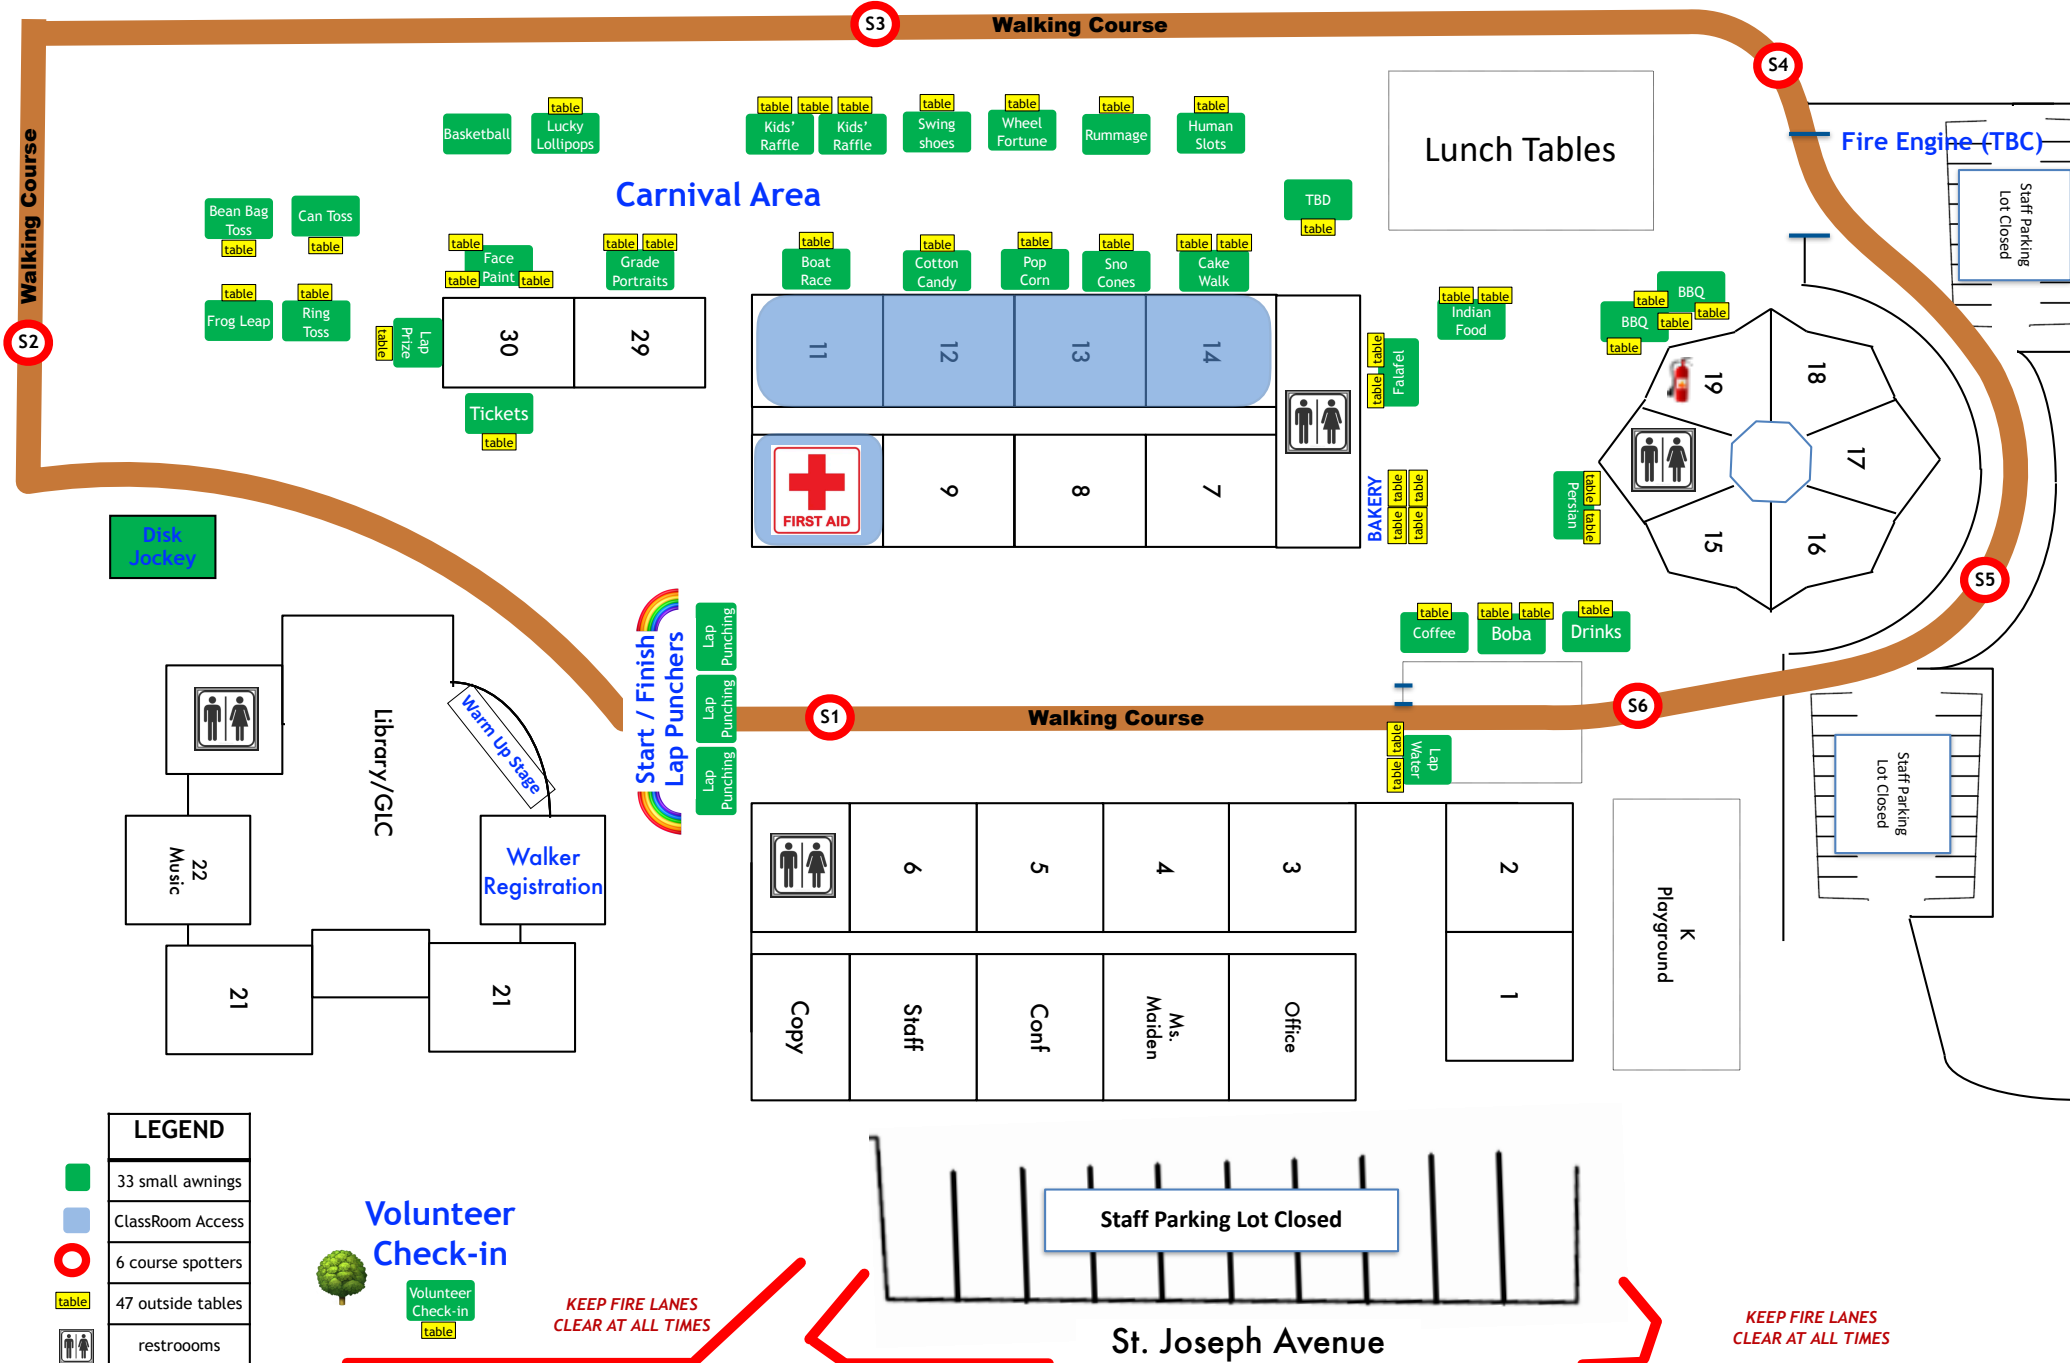 S3
Walking Course
S4
Walking Course
S2
table
Basketball
Lucky
Lollipops
table
table
table
Kids'
Raffle
Kids'
Raffle
table
Swing
shoes
table
Wheel
Fortune
table
Rummage
table
Human
Slots
Lunch Tables
Fire Engine (TBC)
Staff Parking
Lot Closed
Carnival Area
Bean Bag
Toss
table
Can Toss
table
TBD
table
table
Face
Paint
table
table
table
table
Grade
Portraits
table
Boat
Race
table
Cotton
Candy
table
Pop
Corn
table
Sno
Cones
table
table
Cake
Walk
table
Frog Leap
table
Ring
Toss
table
Lap
Prize
30
29
11
12
13
14
table
table
Indian
Food
BBQ
table
table
BBQ
table
table
table
table
Falafel
19
18
17
16
15
Tickets
table
FIRST AID
9
8
7
BAKERY
table
table
table
table
Persian
table
table
Disk
Jockey
S5
Start / Finish
Lap Punchers
Lap
Punching
Lap
Punching
Lap
Punching
table
Coffee
table
table
Boba
table
Drinks
S1
Walking Course
S6
table
table
Lap
Water
Library/GLC
Warm Up Stage
Staff Parking
Lot Closed
22
Music
Walker
Registration
6
5
4
3
2
K
Playground
21
21
Copy
Staff
Conf
Ms.
Maiden
Office
1
LEGEND
33 small awnings
ClassRoom Access
6 course spotters
table
47 outside tables
restrooms
Volunteer
Check-in
Volunteer
Check-in
table
KEEP FIRE LANES
CLEAR AT ALL TIMES
Staff Parking Lot Closed
St. Joseph Avenue
KEEP FIRE LANES
CLEAR AT ALL TIMES